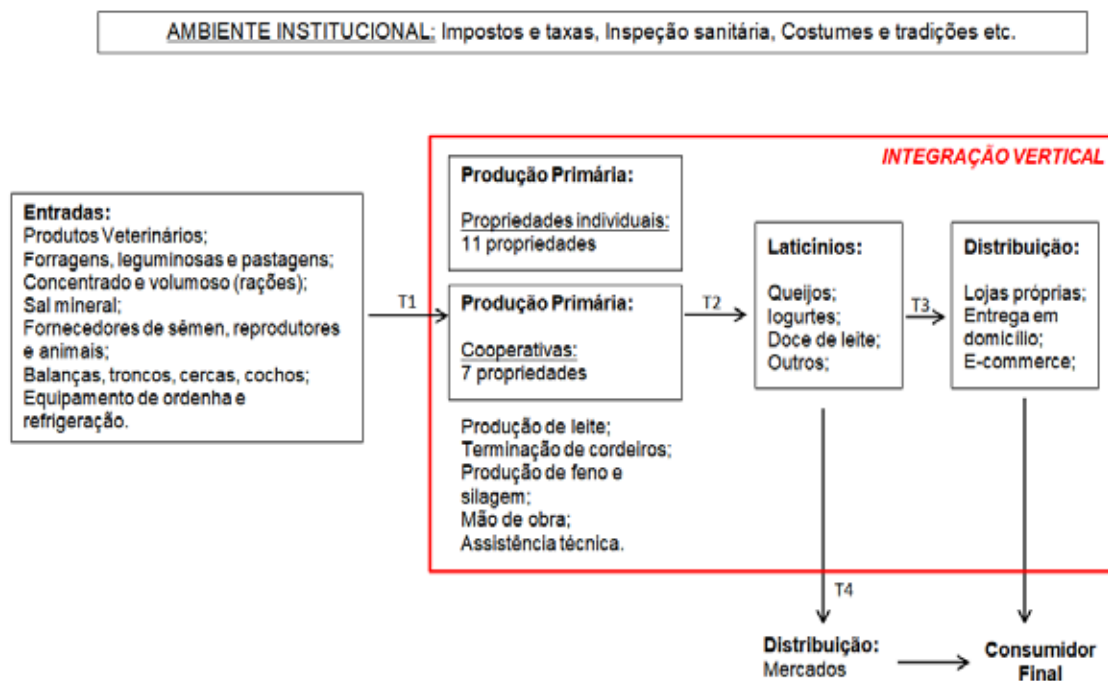 AMBIENTE INSTITUCIONAL: Impostos e taxas, Inspeção sanitária, Costumes e tradições etc.
INTEGRAÇÃO VERTICAL
Entradas:
Produtos Veterinários;
Forragens, leguminosas e pastagens;
Concentrado e volumoso (rações);
Sal mineral;
Fornecedores de sêmen, reprodutores
e animais;
Balanças, troncos, cercas, cochos;
Equipamento de ordenha e
refrigeração.
T1
Produção Primária:
Propriedades individuais:
11 propriedades
Produção Primária:
Cooperativas:
7 propriedades
Produção de leite;
Terminação de cordeiros;
Produção de feno e
silagem;
Mão de obra;
Assistência técnica.
T2
Laticínios:
Queijos;
Iogurtes;
Doce de leite;
Outros;
T3
Distribuição:
Lojas próprias;
Entrega em
domicílio;
E-commerce;
T4
Distribuição:
Mercados
Consumidor
Final